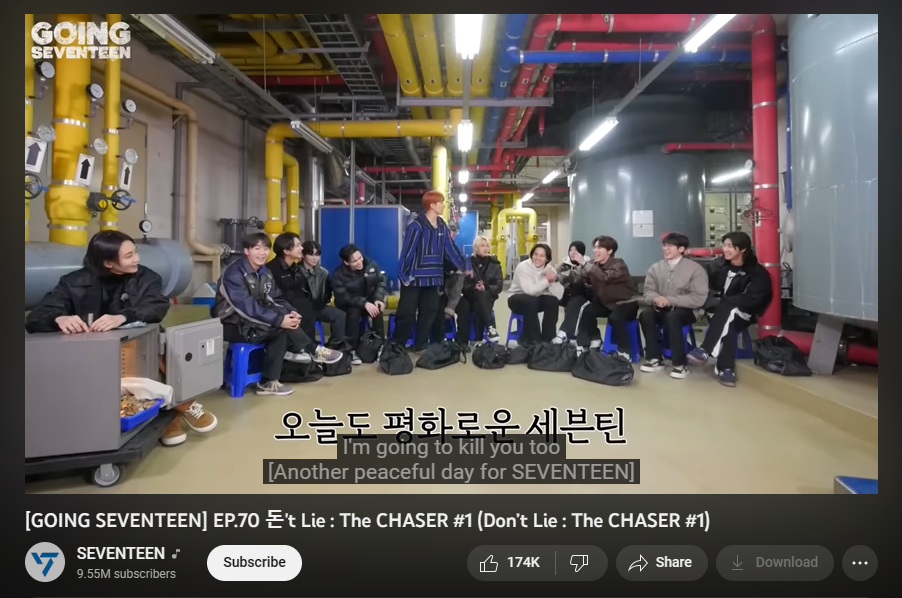 GOING
SEVENTEEN
오늘도 평화로운 세븐틴
I'm going to kill you too
[Another peaceful day for SEVENTEEN]
[GOING SEVENTEEN] EP.70 돈't Lie : The CHASER #1 (Don't Lie : The CHASER #1)
SEVENTEEN
9.55M subscribers
Subscribe
174K
Share
Download